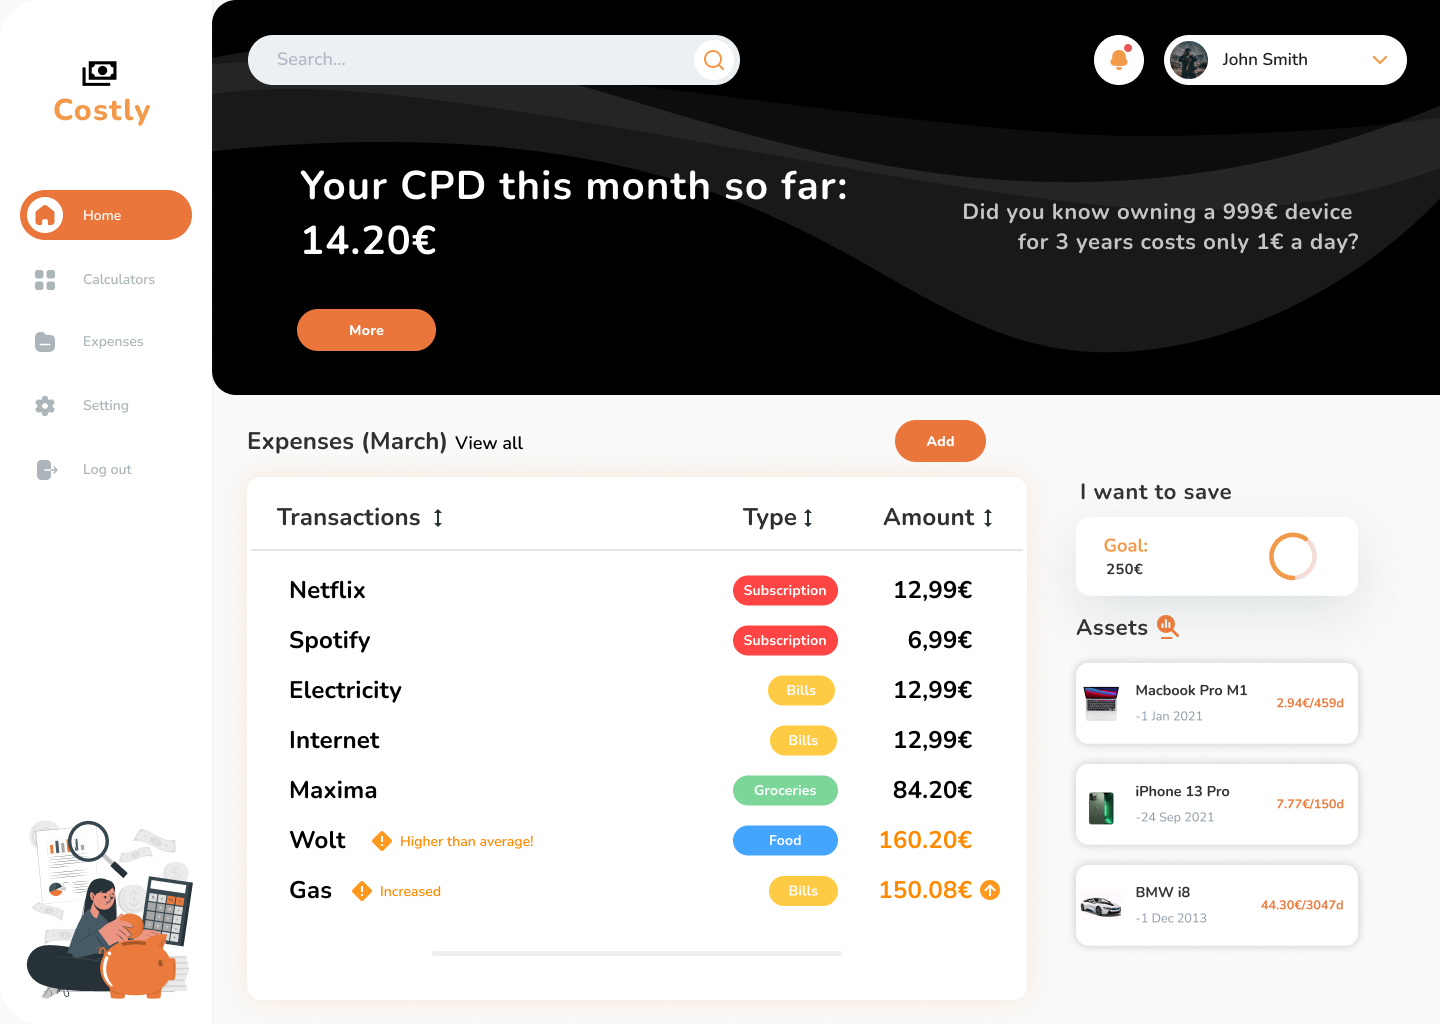 Costly
Home
Calculators
Expenses
Setting
Log out
Search...
John Smith
Your CPD this month so far:
14.20€
Did you know owning a 999€ device
for 3 years costs only 1€ a day?
More
Expenses (March) View all
Add
Transactions Type Amount
Netflix Subscription 12,99€
Spotify Subscription 6,99€
Electricity Bills 12,99€
Internet Bills 12,99€
Maxima Groceries 84.20€
Wolt Higher than average! Food 160.20€
Gas Increased Bills 150.08€
I want to save
Goal:
250€
Assets
Macbook Pro M1
-1 Jan 2021
2.94€/459d
iPhone 13 Pro
-24 Sep 2021
7.77€/150d
BMW i8
-1 Dec 2013
44.30€/3047d